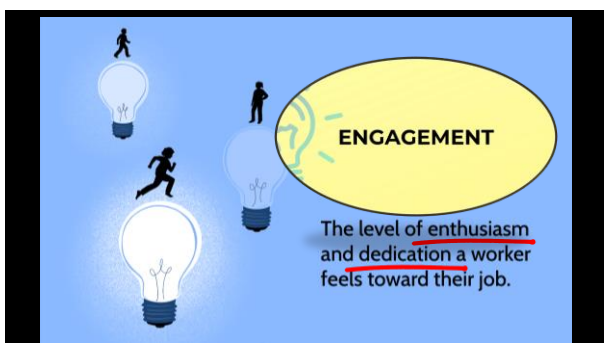 ENGAGEMENT
The level of enthusiasm
and dedication a worker
feels toward their job.